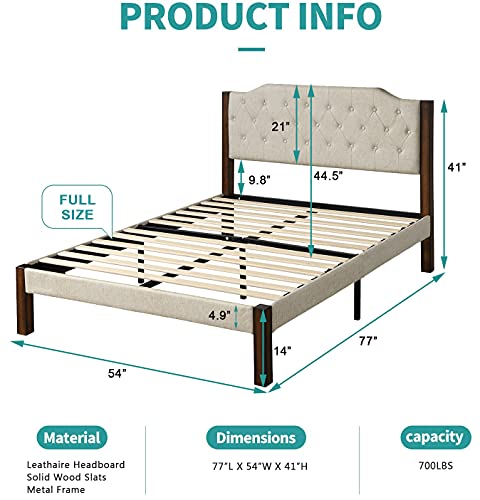 PRODUCT INFO
21"
41"
9.8"
44.5"
FULL
SIZE
4.9"
14"
77"
54"
Material
Leathaire Headboard
Solid Wood Slats
Metal Frame
Dimensions
77"L X 54"W X 41"H
capacity
700LBS